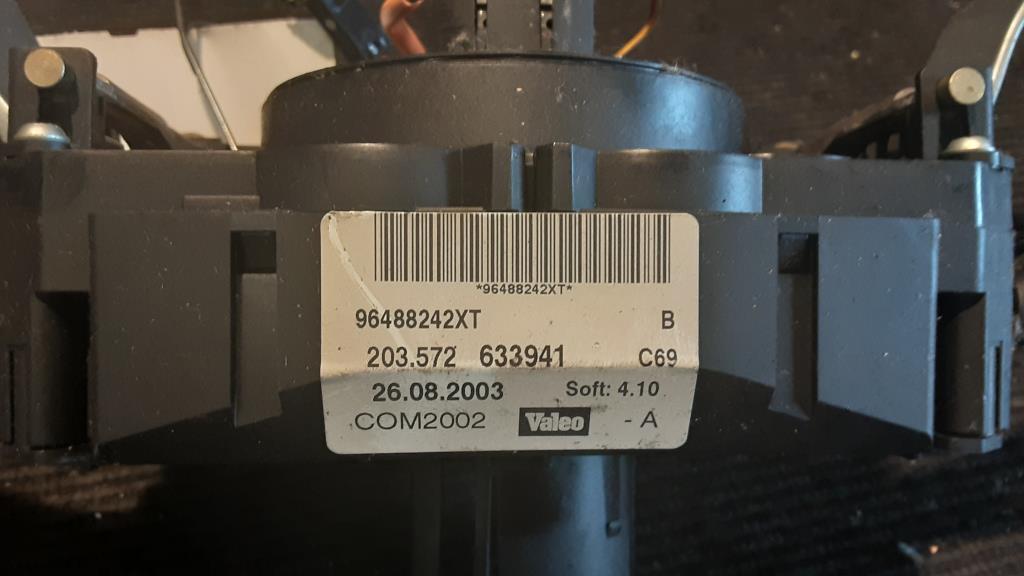 *96488242XT*
96488242XT B
203.572 633941 C69
26.08.2003 Soft: 4.10
COM2002 Valeo - A